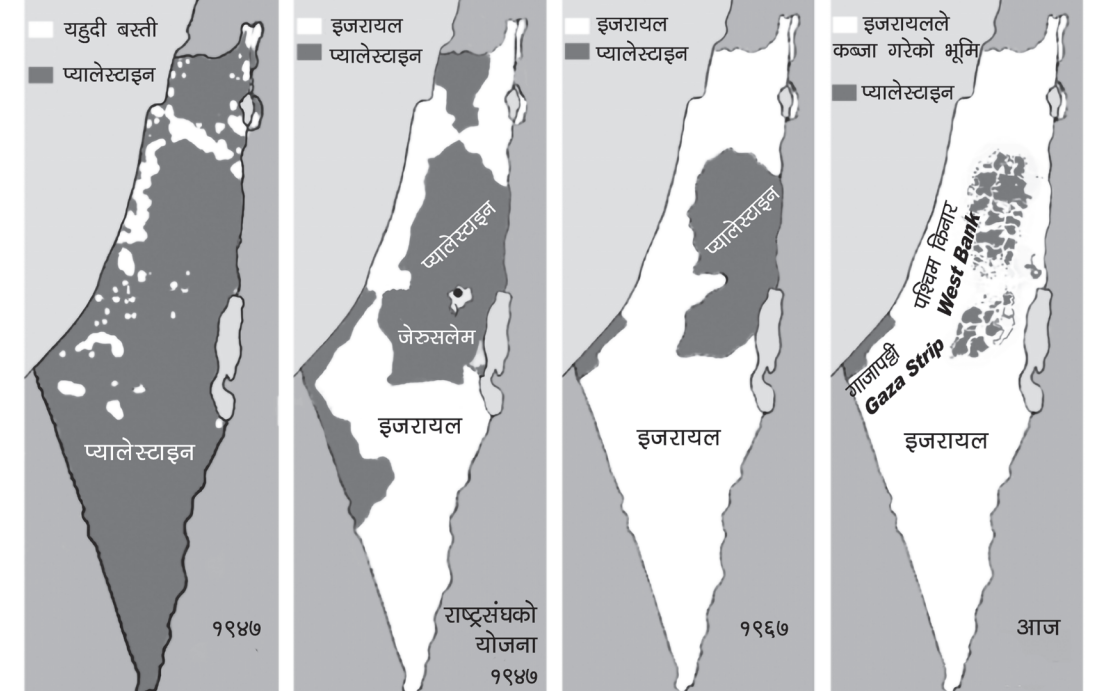 यहुदी बस्ती
प्यालेस्टाइन
प्यालेस्टाइन
१९४७
इजरायल
प्यालेस्टाइन
प्यालेस्टाइन
जेरुसलेम
इजरायल
राष्ट्रसंघको
योजना
१९४७
इजरायल
प्यालेस्टाइन
प्यालेस्टाइन
इजरायल
१९६७
इजरायलले
कब्जा गरेको भूमि
प्यालेस्टाइन
पश्चिम किनार
West Bank
गाजापट्टी
Gaza Strip
इजरायल
आज